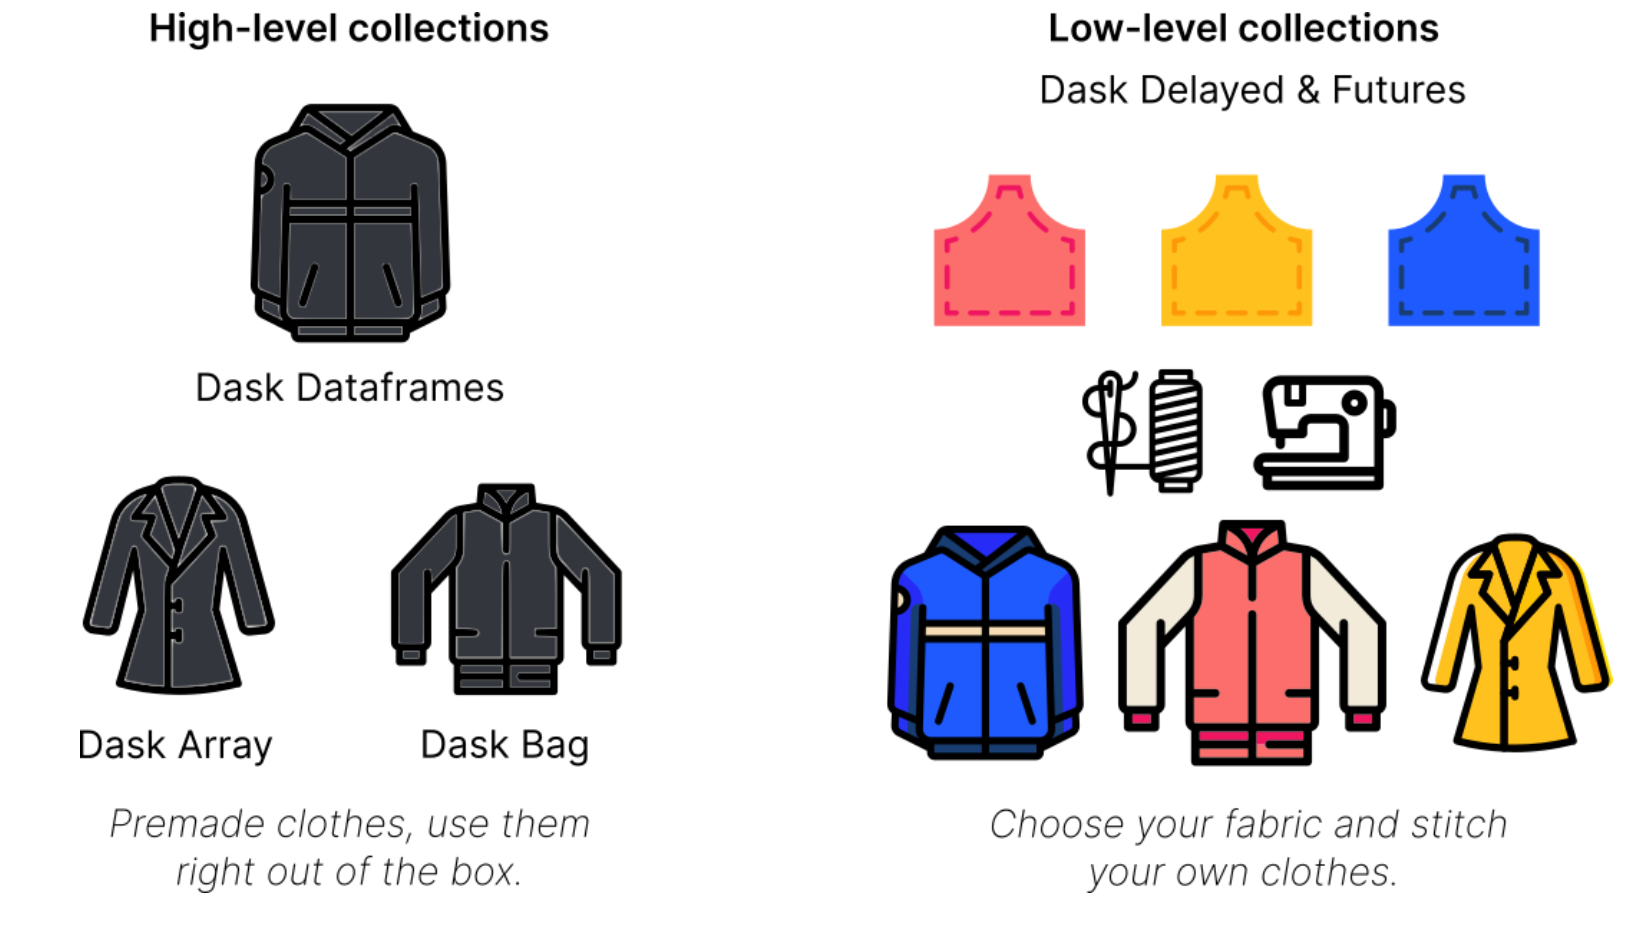 High-level collections
Dask Dataframes
Dask Array
Dask Bag
Premade clothes, use them
right out of the box.
Low-level collections
Dask Delayed & Futures
Choose your fabric and stitch
your own clothes.